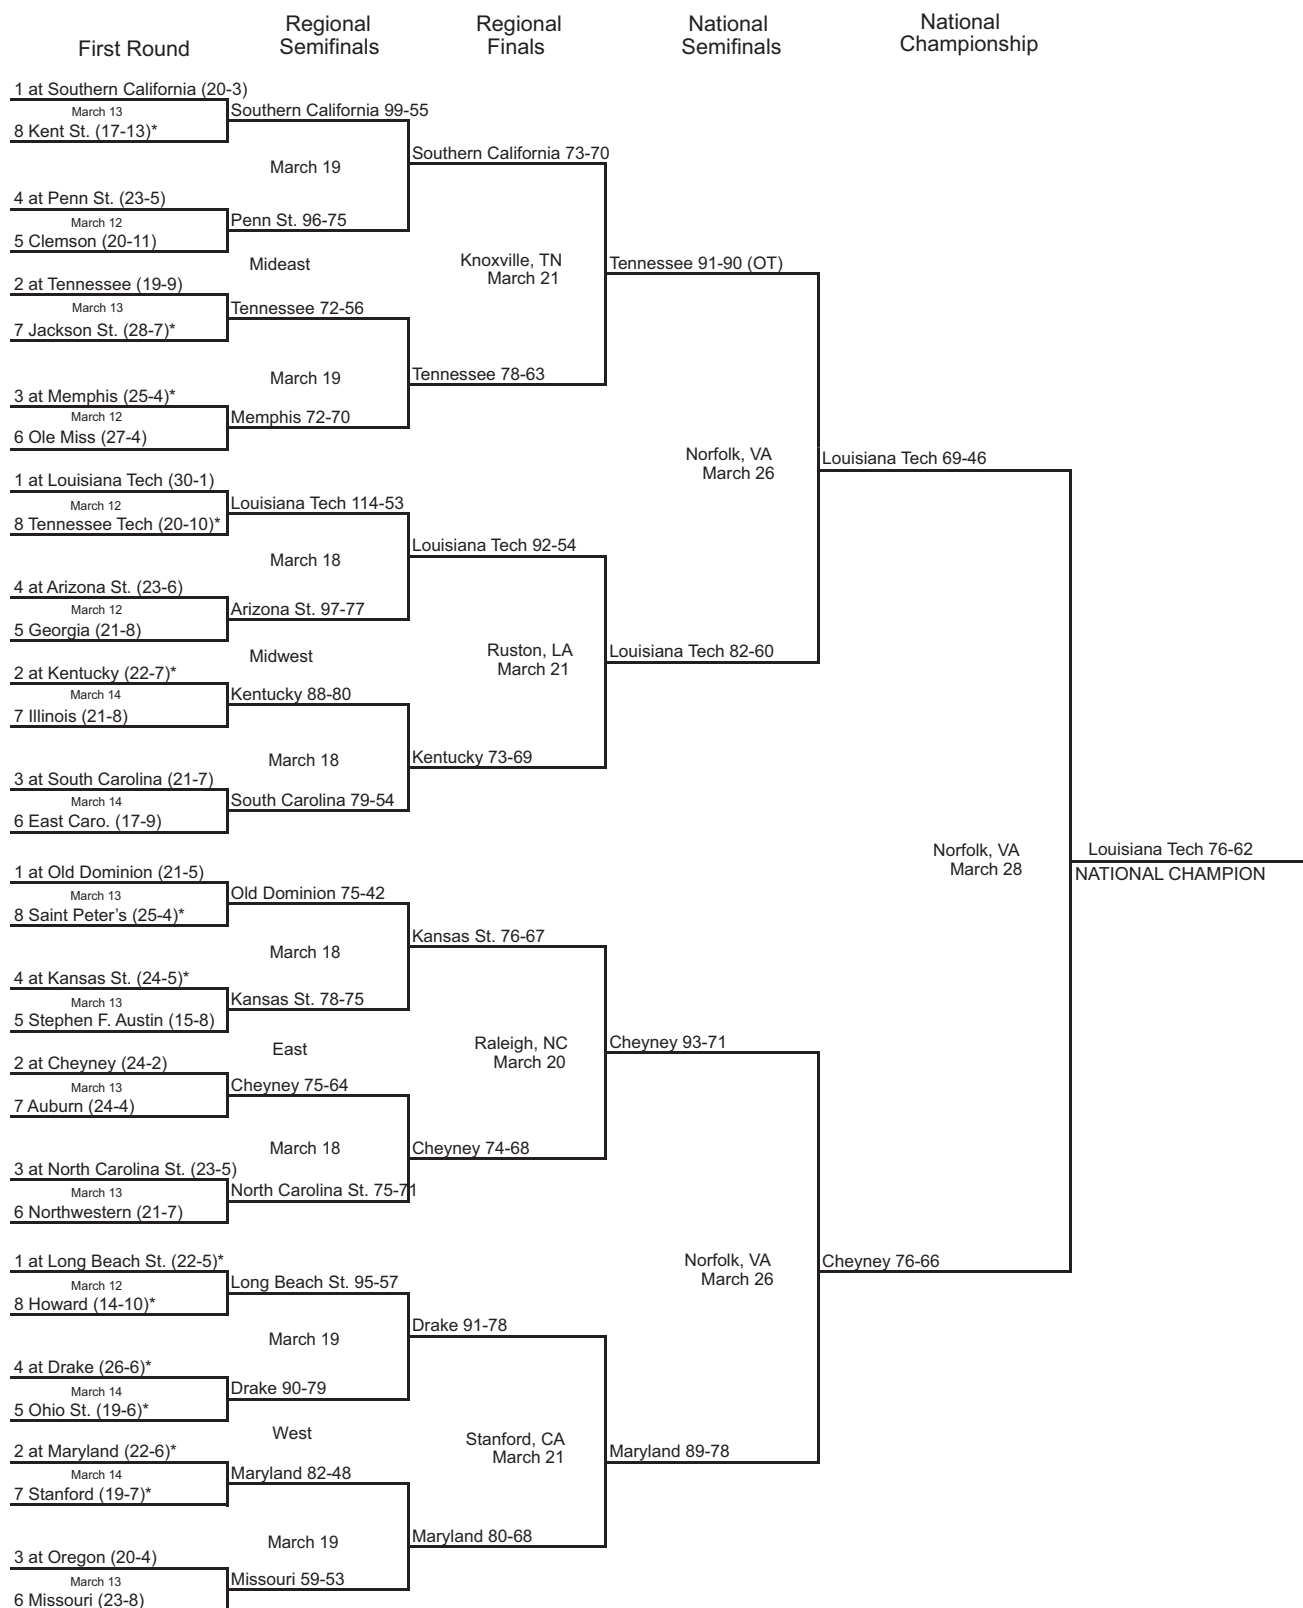 First Round
Regional
Semifinals
Regional
Finals
National
Semifinals
National
Championship
1 at Southern California (20-3)
March 13
8 Kent St. (17-13)*
Southern California 99-55
March 19
Southern California 73-70
4 at Penn St. (23-5)
March 12
5 Clemson (20-11)
Penn St. 96-75
Mideast
Knoxville, TN
March 21
Tennessee 91-90 (OT)
2 at Tennessee (19-9)
March 13
7 Jackson St. (28-7)*
Tennessee 72-56
March 19
Tennessee 78-63
3 at Memphis (25-4)*
March 12
6 Ole Miss (27-4)
Memphis 72-70
Norfolk, VA
March 26
Louisiana Tech 69-46
1 at Louisiana Tech (30-1)
March 12
8 Tennessee Tech (20-10)*
Louisiana Tech 114-53
March 18
Louisiana Tech 92-54
4 at Arizona St. (23-6)
March 12
5 Georgia (21-8)
Arizona St. 97-77
Midwest
Ruston, LA
March 21
Louisiana Tech 82-60
2 at Kentucky (22-7)*
March 14
7 Illinois (21-8)
Kentucky 88-80
March 18
Kentucky 73-69
3 at South Carolina (21-7)
March 14
6 East Caro. (17-9)
South Carolina 79-54
Norfolk, VA
March 28
Louisiana Tech 76-62
NATIONAL CHAMPION
1 at Old Dominion (21-5)
March 13
8 Saint Peter's (25-4)*
Old Dominion 75-42
March 18
Kansas St. 76-67
4 at Kansas St. (24-5)*
March 13
5 Stephen F. Austin (15-8)
Kansas St. 78-75
East
Raleigh, NC
March 20
Cheyney 93-71
2 at Cheyney (24-2)
March 13
7 Auburn (24-4)
Cheyney 75-64
March 18
Cheyney 74-68
3 at North Carolina St. (23-5)
March 13
6 Northwestern (21-7)
North Carolina St. 75-71
Norfolk, VA
March 26
Cheyney 76-66
1 at Long Beach St. (22-5)*
March 12
8 Howard (14-10)*
Long Beach St. 95-57
March 19
Drake 91-78
4 at Drake (26-6)*
March 14
5 Ohio St. (19-6)*
Drake 90-79
West
Stanford, CA
March 21
Maryland 89-78
2 at Maryland (22-6)*
March 14
7 Stanford (19-7)*
Maryland 82-48
March 19
Maryland 80-68
3 at Oregon (20-4)
March 13
6 Missouri (23-8)
Missouri 59-53